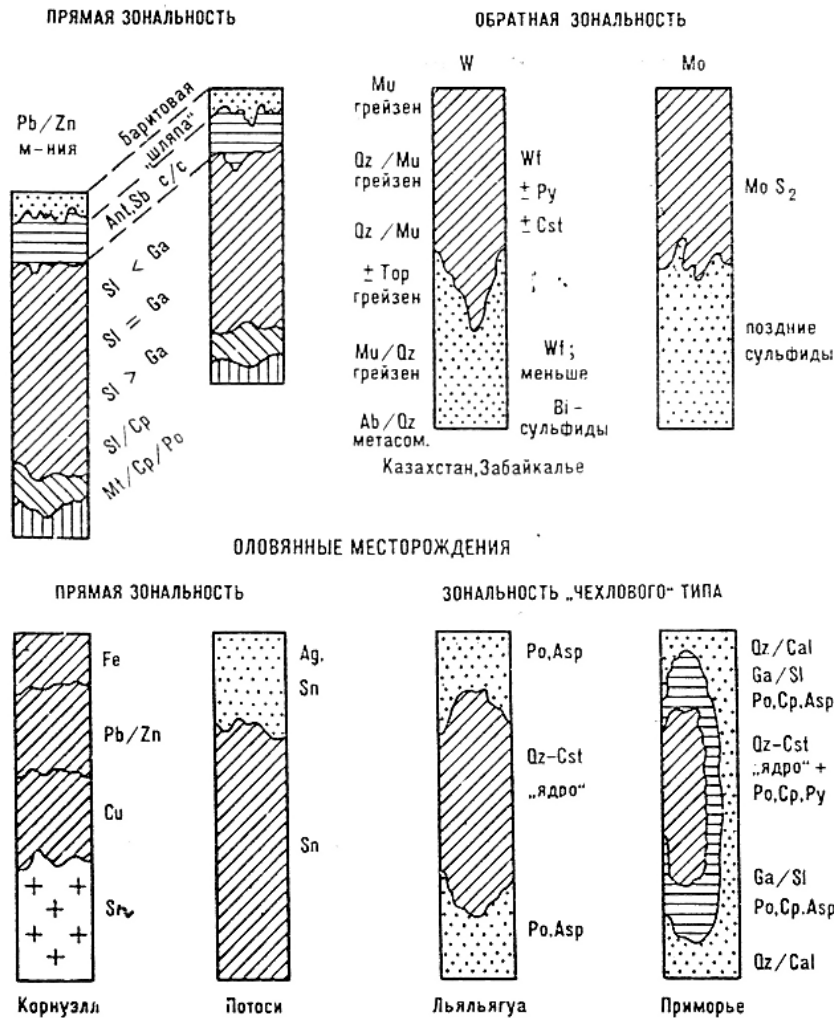 ПРЯМАЯ ЗОНАЛЬНОСТЬ
ОБРАТНАЯ ЗОНАЛЬНОСТЬ
Pb/Zn
м-ния
Баритовая
„шляпа“
Ant,Sb с/с
Sl < Ga
Sl = Ga
Sl > Ga
Sl/Cp
Mt/Cp/Po
W
Mu
грейзен
Qz/Mu
грейзен
Qz/Mu
± Top
грейзен
Mu/Qz
грейзен
Ab/Qz
метасом.
Wf
± Py
± Cst
Wf;
меньше
Bi-
сульфиды
Казахстан,Забайкалье
Mo
Mo S₂
поздние
сульфиды
ОЛОВЯННЫЕ МЕСТОРОЖДЕНИЯ
ПРЯМАЯ ЗОНАЛЬНОСТЬ
ЗОНАЛЬНОСТЬ „ЧЕХЛОВОГО“ ТИПА
Fe
Pb/Zn
Cu
Sn
Корнуэлл
Ag,
Sn
Sn
Потоси
Po,Asp
Qz-Cst
„ядро“
Po,Asp
Льяльягуа
Qz/Cal
Ga/Sl
Po,Cp,Asp
Qz-Cst
„ядро“ +
Po,Cp,Py
Ga/Sl
Po,Cp.Asp
Qz/Cal
Приморье